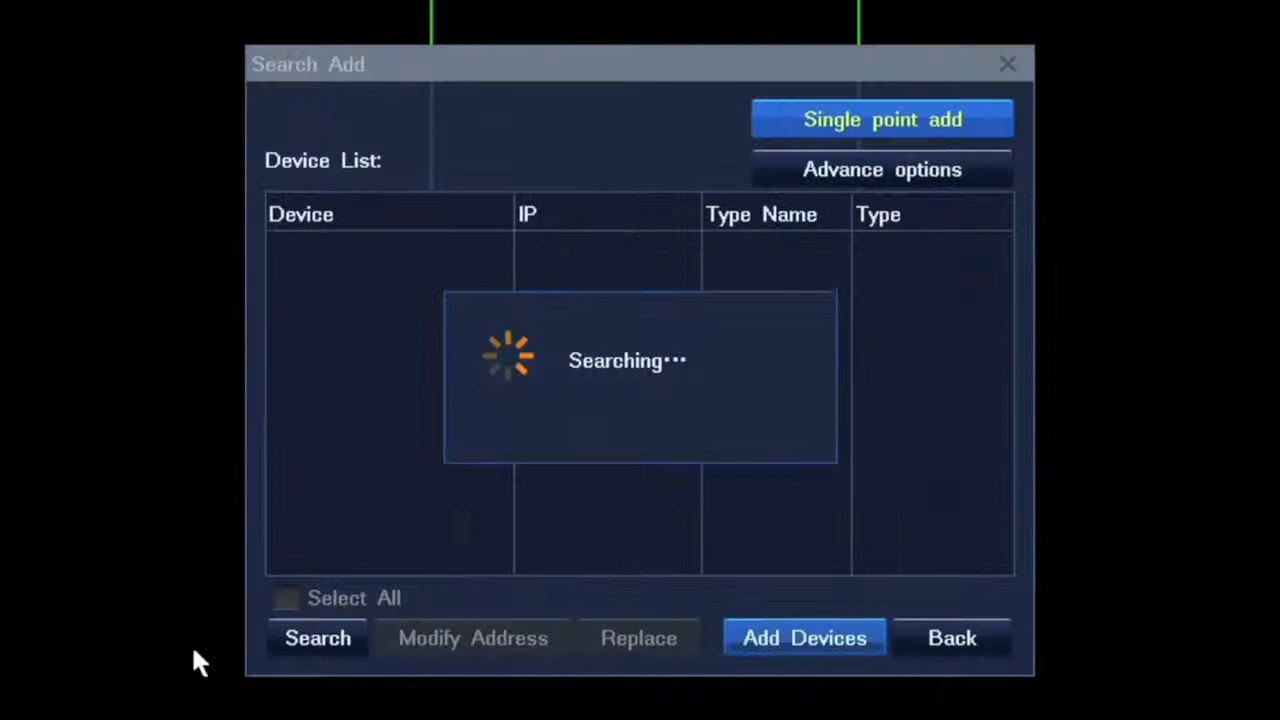 Search Add
Single point add
Device List:
Advance options
Device IP Type Name Type
Searching···
Select All
Search Modify Address Replace Add Devices Back